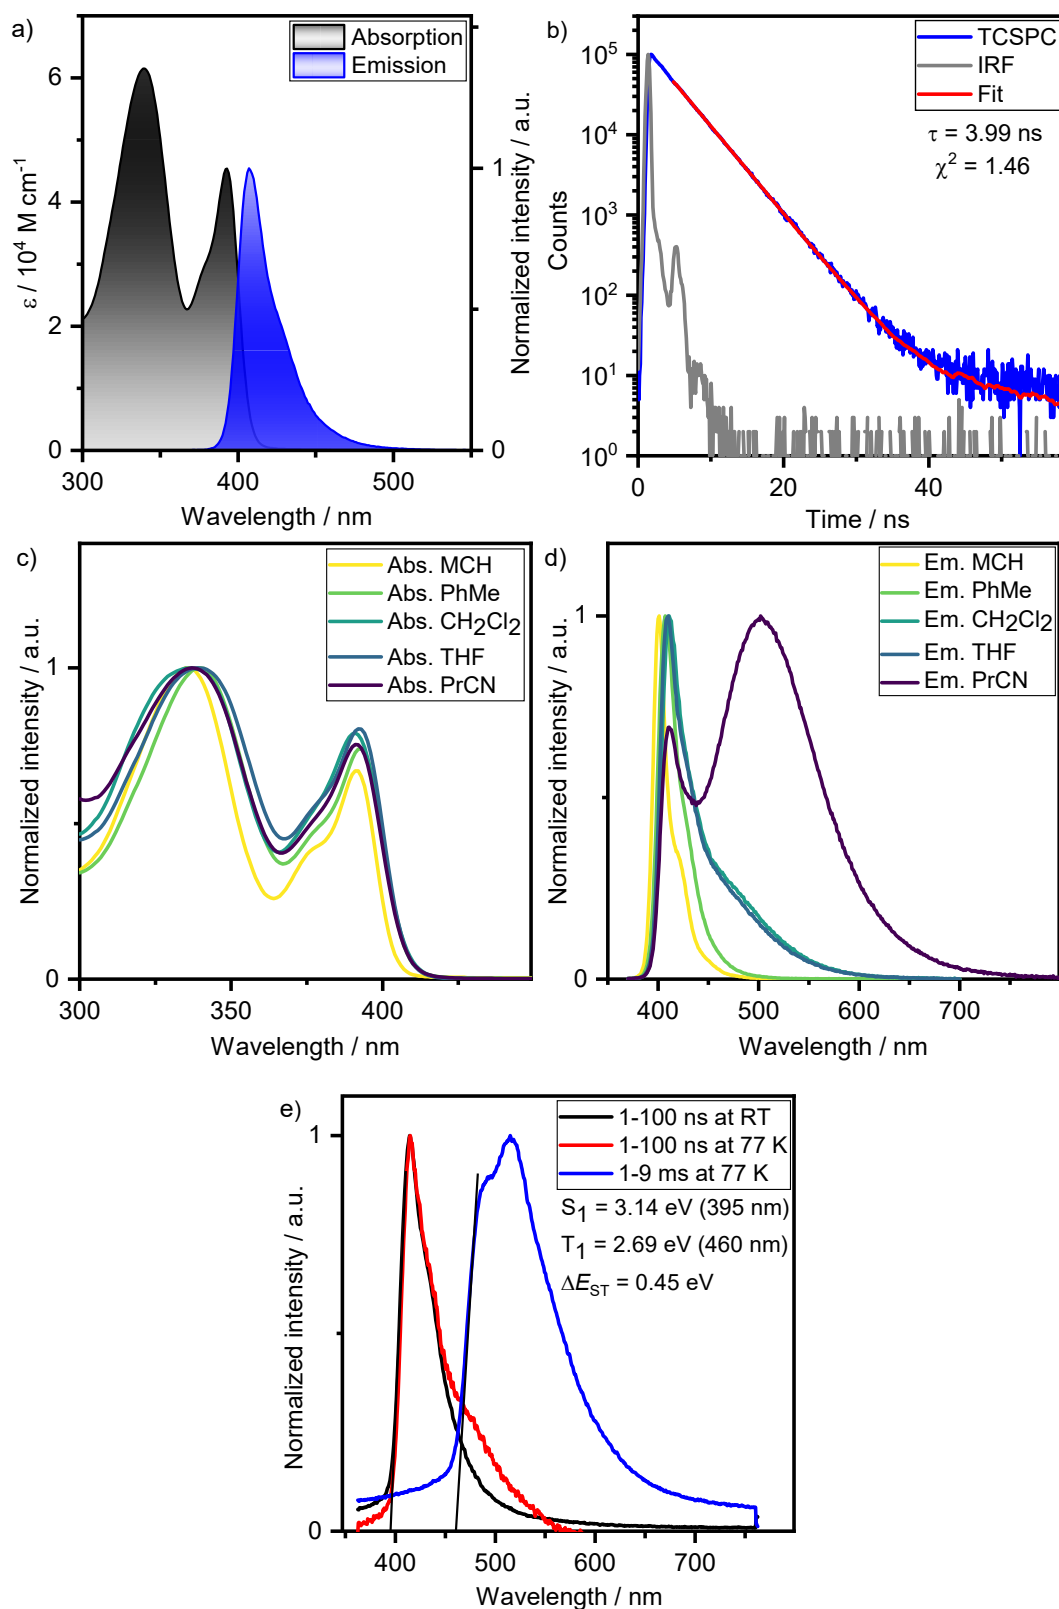 a)
Absorption
Emission
ε / 10⁴ M cm⁻¹
6
4
2
0
300
400
500
Wavelength / nm
1
0
Normalized intensity / a.u.
b)
TCSPC
IRF
Fit
τ = 3.99 ns
χ² = 1.46
Counts
10⁵
10⁴
10³
10²
10¹
10⁰
0
20
40
Time / ns
c)
Abs. MCH
Abs. PhMe
Abs. CH₂Cl₂
Abs. THF
Abs. PrCN
Normalized intensity / a.u.
1
0
300
350
400
Wavelength / nm
d)
Em. MCH
Em. PhMe
Em. CH₂Cl₂
Em. THF
Em. PrCN
Normalized intensity / a.u.
1
0
400
500
600
700
Wavelength / nm
e)
1-100 ns at RT
1-100 ns at 77 K
1-9 ms at 77 K
S₁ = 3.14 eV (395 nm)
T₁ = 2.69 eV (460 nm)
ΔE_ST = 0.45 eV
Normalized intensity / a.u.
1
0
400
500
600
700
Wavelength / nm